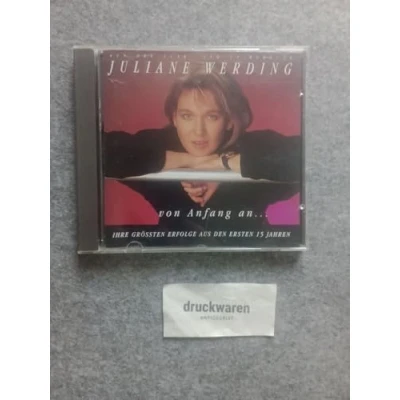 JULIANE WERDING
von Anfang an...
IHRE GRÖSSTEN ERFOLGE AUS DEN ERSTEN 15 JAHREN
druckwaren